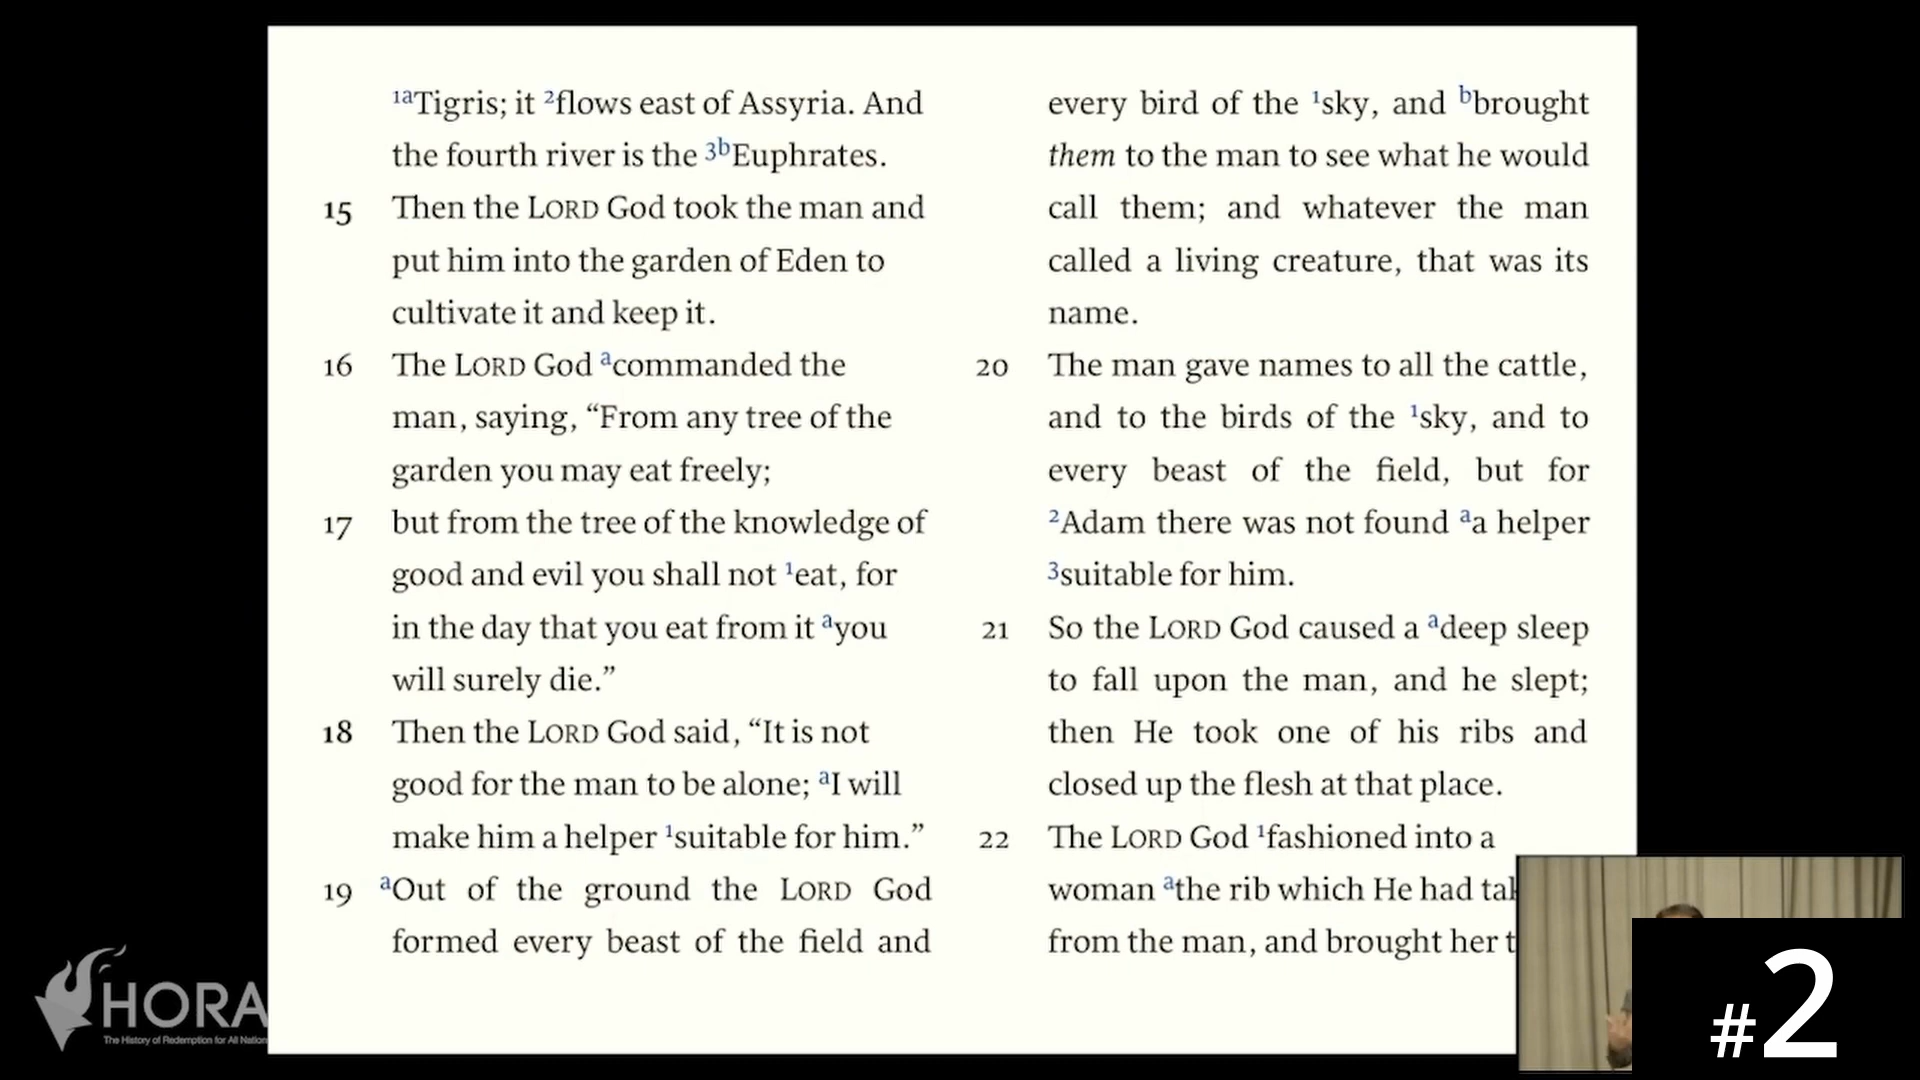 1aTigris; it 2flows east of Assyria. And
the fourth river is the 3bEuphrates.
15 Then the LORD God took the man and
put him into the garden of Eden to
cultivate it and keep it.
16 The LORD God acommanded the
man, saying, “From any tree of the
garden you may eat freely;
17 but from the tree of the knowledge of
good and evil you shall not 1eat, for
in the day that you eat from it ayou
will surely die.”
18 Then the LORD God said, “It is not
good for the man to be alone; aI will
make him a helper 1suitable for him.”
19 aOut of the ground the LORD God
formed every beast of the field and
every bird of the 1sky, and bbrought
them to the man to see what he would
call them; and whatever the man
called a living creature, that was its
name.
20 The man gave names to all the cattle,
and to the birds of the 1sky, and to
every beast of the field, but for
2Adam there was not found aa helper
3suitable for him.
21 So the LORD God caused a adeep sleep
to fall upon the man, and he slept;
then He took one of his ribs and
closed up the flesh at that place.
22 The LORD God 1fashioned into a
woman athe rib which He had
from the man, and brought her
HORA
The History of Redemption for All Nation
#2